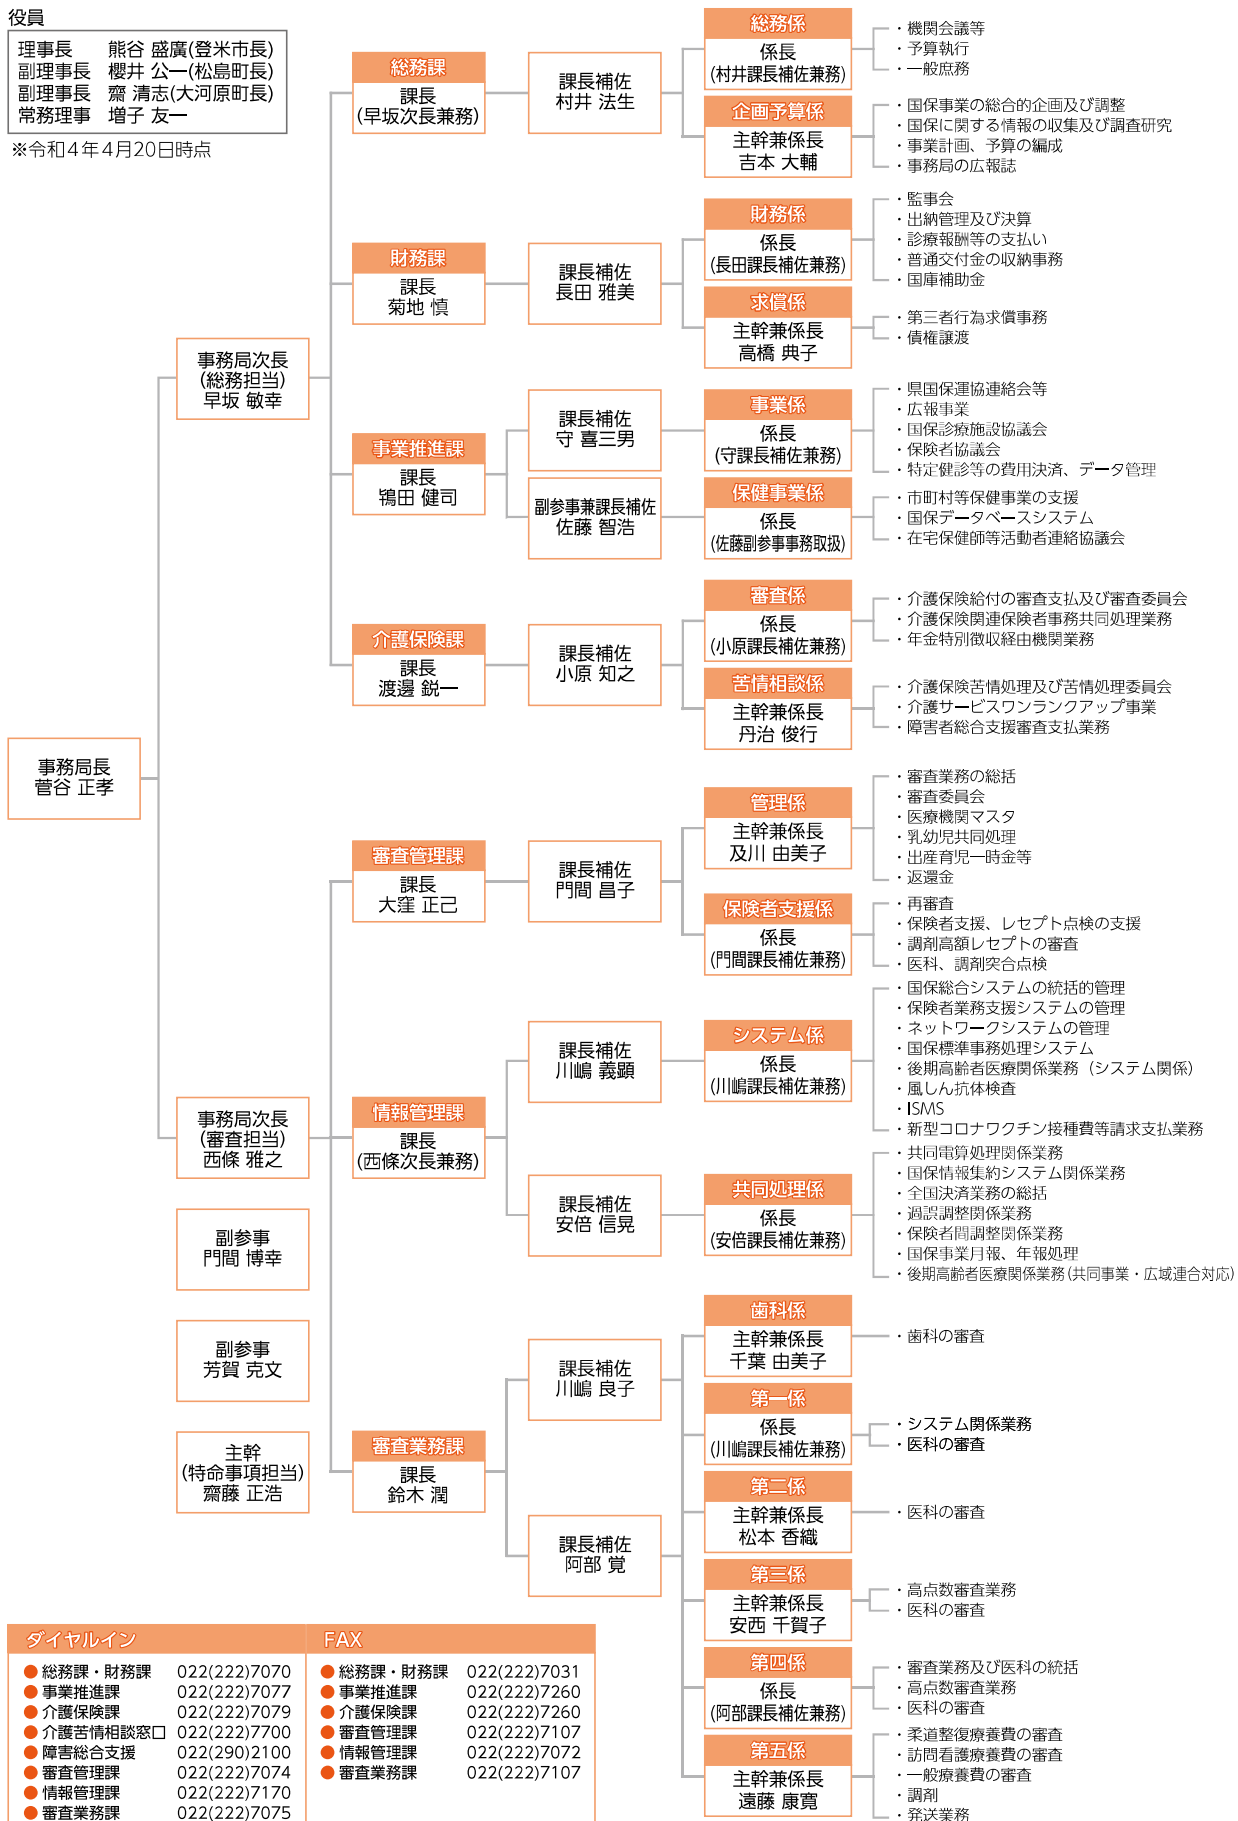 役員
理事長　熊谷 盛廣(登米市長)
副理事長　櫻井 公一(松島町長)
副理事長　齋 清志(大河原町長)
常務理事　増子 友一
※令和4年4月20日時点
事務局長
菅谷 正孝
事務局次長
(総務担当)
早坂 敏幸
総務課
課長
(早坂次長兼務)
課長補佐
村井 法生
総務係
係長
(村井課長補佐兼務)
・機関会議等
・予算執行
・一般庶務
企画予算係
主幹兼係長
吉本 大輔
・国保事業の総合的企画及び調整
・国保に関する情報の収集及び調査研究
・事業計画、予算の編成
・事務局の広報誌
財務課
課長
菊地 慎
課長補佐
長田 雅美
財務係
係長
(長田課長補佐兼務)
・監事会
・出納管理及び決算
・診療報酬等の支払い
・普通交付金の収納事務
・国庫補助金
求償係
主幹兼係長
高橋 典子
・第三者行為求償事務
・債権譲渡
事業推進課
課長
鴇田 健司
課長補佐
守 喜三男
事業係
係長
(守課長補佐兼務)
・県国保運協連絡会等
・広報事業
・国保診療施設協議会
・保険者協議会
・特定健診等の費用決済、データ管理
副参事兼課長補佐
佐藤 智浩
保健事業係
係長
(佐藤副参事事務取扱)
・市町村等保健事業の支援
・国保データベースシステム
・在宅保健師等活動者連絡協議会
介護保険課
課長
渡邉 鋭一
課長補佐
小原 知之
審査係
係長
(小原課長補佐兼務)
・介護保険給付の審査支払及び審査委員会
・介護保険関連保険者事務共同処理業務
・年金特別徴収経由機関業務
苦情相談係
主幹兼係長
丹治 俊行
・介護保険苦情処理及び苦情処理委員会
・介護サービスワンランクアップ事業
・障害者総合支援審査支払業務
事務局次長
(審査担当)
西條 雅之
副参事
門間 博幸
副参事
芳賀 克文
主幹
(特命事項担当)
齋藤 正浩
審査管理課
課長
大窪 正己
課長補佐
門間 昌子
管理係
主幹兼係長
及川 由美子
・審査業務の総括
・審査委員会
・医療機関マスタ
・乳幼児共同処理
・出産育児一時金等
・返還金
保険者支援係
係長
(門間課長補佐兼務)
・再審査
・保険者支援、レセプト点検の支援
・調剤高額レセプトの審査
・医科、調剤突合点検
情報管理課
課長
(西條次長兼務)
課長補佐
川嶋 義顕
システム係
係長
(川嶋課長補佐兼務)
・国保総合システムの統括的管理
・保険者業務支援システムの管理
・ネットワークシステムの管理
・国保標準事務処理システム
・後期高齢者医療関係業務（システム関係）
・風しん抗体検査
・ISMS
・新型コロナワクチン接種費等請求支払業務
課長補佐
安倍 信晃
共同処理係
係長
(安倍課長補佐兼務)
・共同電算処理関係業務
・国保情報集約システム関係業務
・全国決済業務の総括
・過誤調整関係業務
・保険者間調整関係業務
・国保事業月報、年報処理
・後期高齢者医療関係業務(共同事業・広域連合対応)
審査業務課
課長
鈴木 潤
課長補佐
川嶋 良子
課長補佐
阿部 覚
歯科係
主幹兼係長
千葉 由美子
・歯科の審査
第一係
係長
(川嶋課長補佐兼務)
・システム関係業務
・医科の審査
第二係
主幹兼係長
松本 香織
・医科の審査
第三係
主幹兼係長
安西 千賀子
・高点数審査業務
・医科の審査
第四係
係長
(阿部課長補佐兼務)
・審査業務及び医科の統括
・高点数審査業務
・医科の審査
第五係
主幹兼係長
遠藤 康寛
・柔道整復療養費の審査
・訪問看護療養費の審査
・一般療養費の審査
・調剤
・発送業務
ダイヤルイン
●総務課・財務課　022(222)7070
●事業推進課　022(222)7077
●介護保険課　022(222)7079
●介護苦情相談窓口　022(222)7700
●障害総合支援　022(290)2100
●審査管理課　022(222)7074
●情報管理課　022(222)7170
●審査業務課　022(222)7075
FAX
●総務課・財務課　022(222)7031
●事業推進課　022(222)7260
●介護保険課　022(222)7260
●審査管理課　022(222)7107
●情報管理課　022(222)7072
●審査業務課　022(222)7107